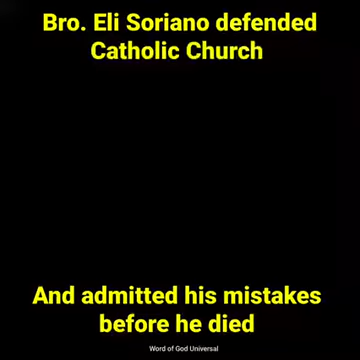 Bro. Eli Soriano defended
Catholic Church
And admitted his mistakes
before he died
Word of God Universal